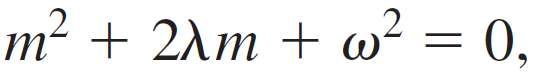 m² + 2λm + ω² = 0,